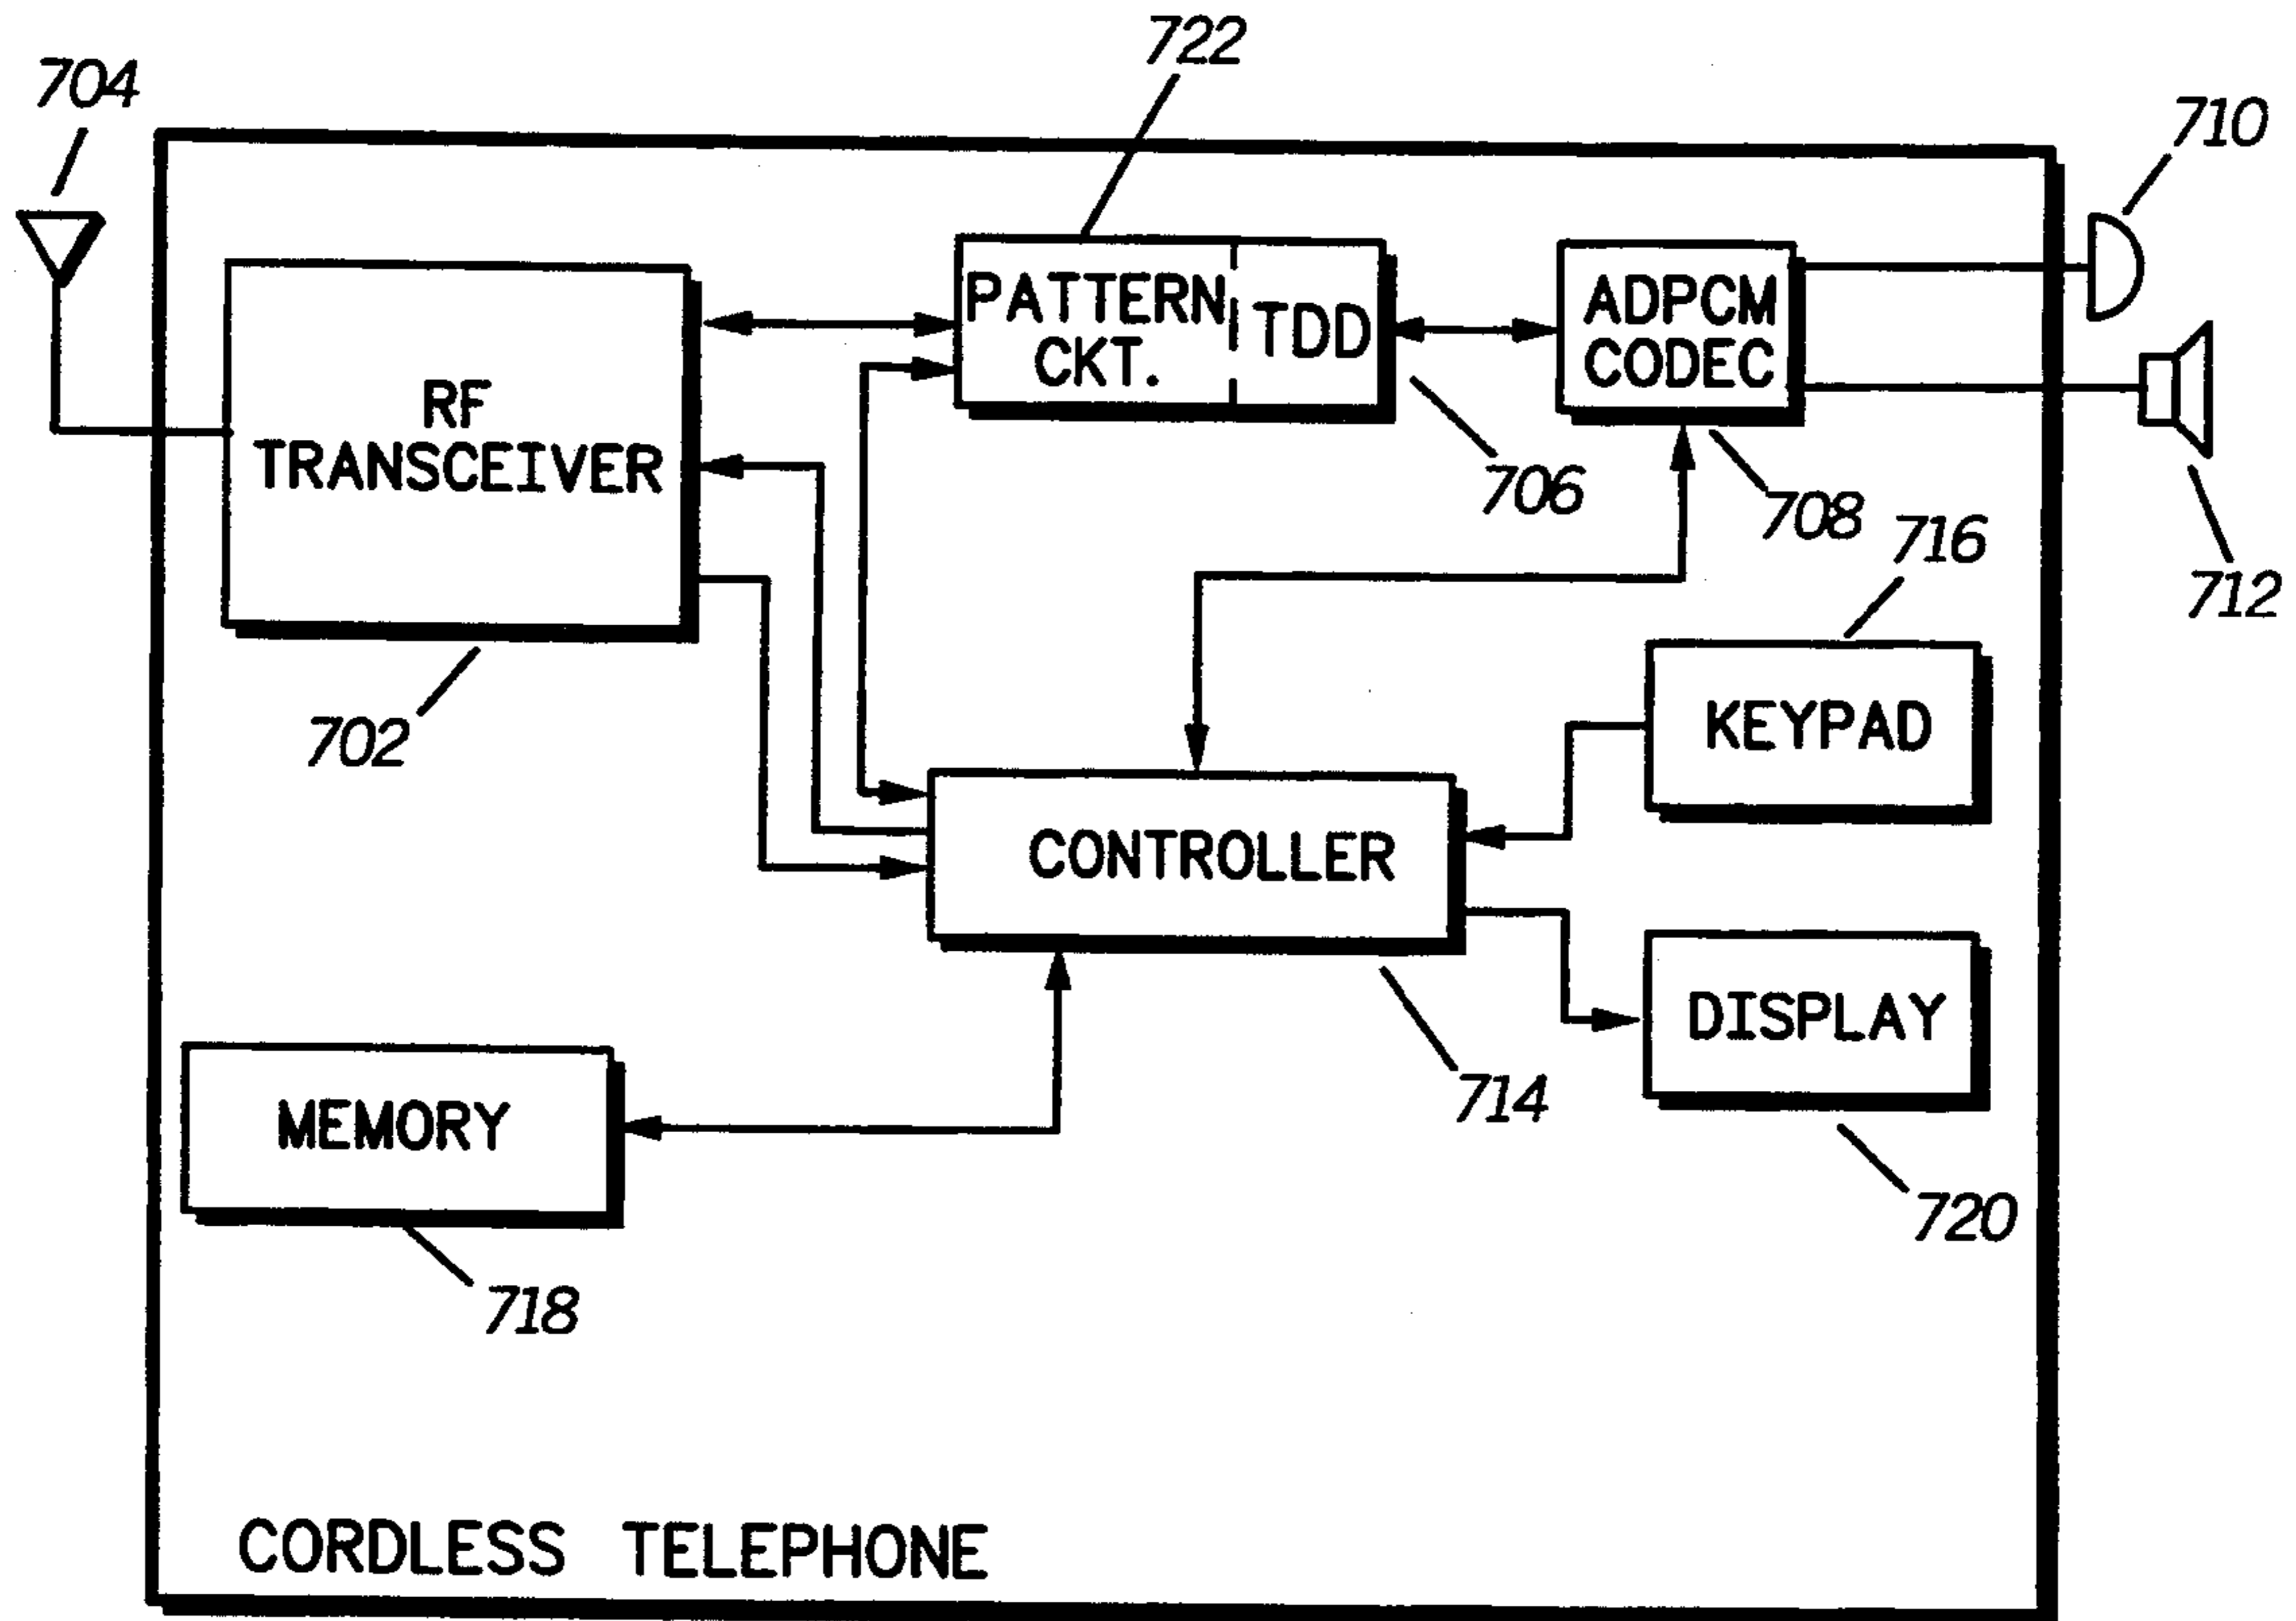 722
704
710
PATTERN
CKT.
TDD
ADPCM
CODEC
RF
TRANSCEIVER
706
708
716
712
702
KEYPAD
CONTROLLER
DISPLAY
714
MEMORY
720
718
CORDLESS TELEPHONE